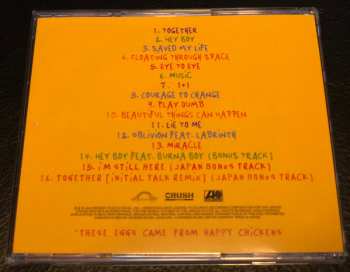 1. TOGETHER
2. HEY BOY
3. SAVED MY LIFE
4. FLOATING THROUGH SPACE
5. EYE TO EYE
6. MUSIC
7. 1+1
8. COURAGE TO CHANGE
9. PLAY DUMB
10. BEAUTIFUL THINGS CAN HAPPEN
11. LIE TO ME
12. OBLIVION FEAT. LABRINTH
13. MIRACLE
14. HEY BOY FEAT. BURNA BOY (BONUS TRACK)
15. I'M STILL HERE (JAPAN BONUS TRACK)
16. TOGETHER [INITIAL TALK REMIX] (JAPAN BONUS TRACK)
CRUSH
"THESE EGGS CAME FROM HAPPY CHICKENS